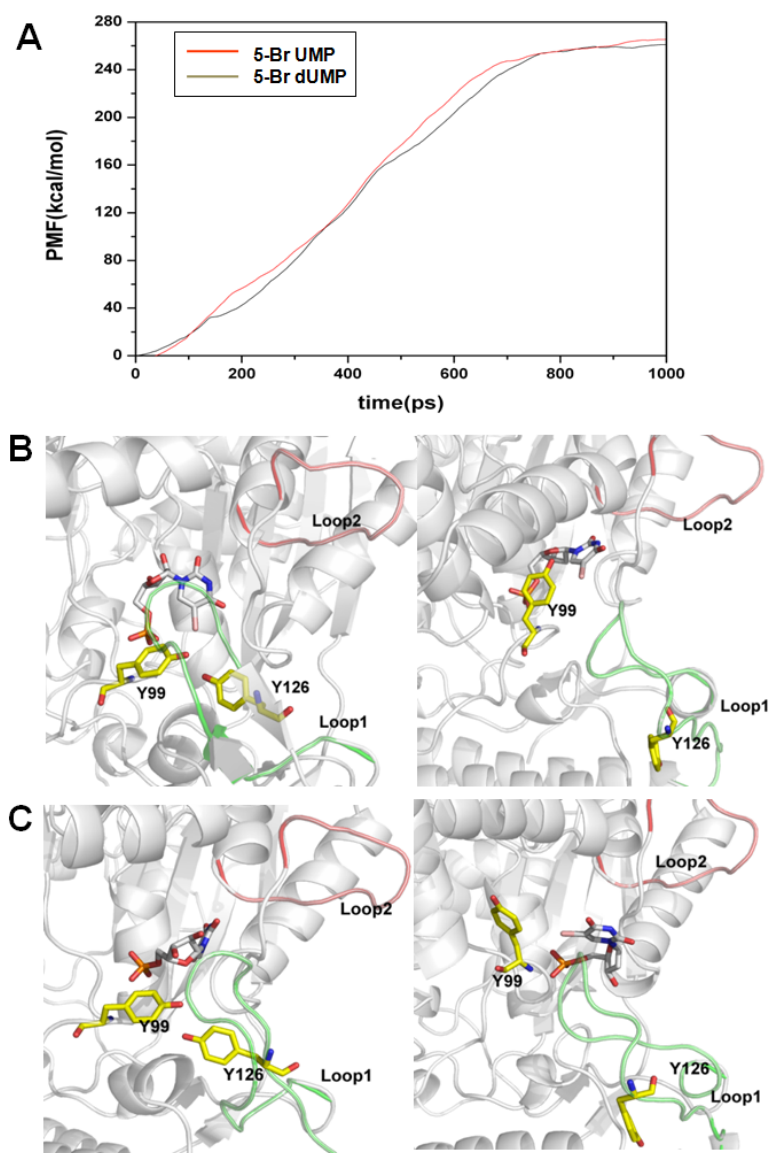 A
5-Br UMP
5-Br dUMP
280
240
200
160
120
80
40
0
PMF(kcal/mol)
0 200 400 600 800 1000
time(ps)
B
Loop2
Y99
Y126
Loop1
Loop2
Y99
Loop1
Y126
C
Loop2
Y99
Y126
Loop1
Loop2
Y99
Y126
Loop1